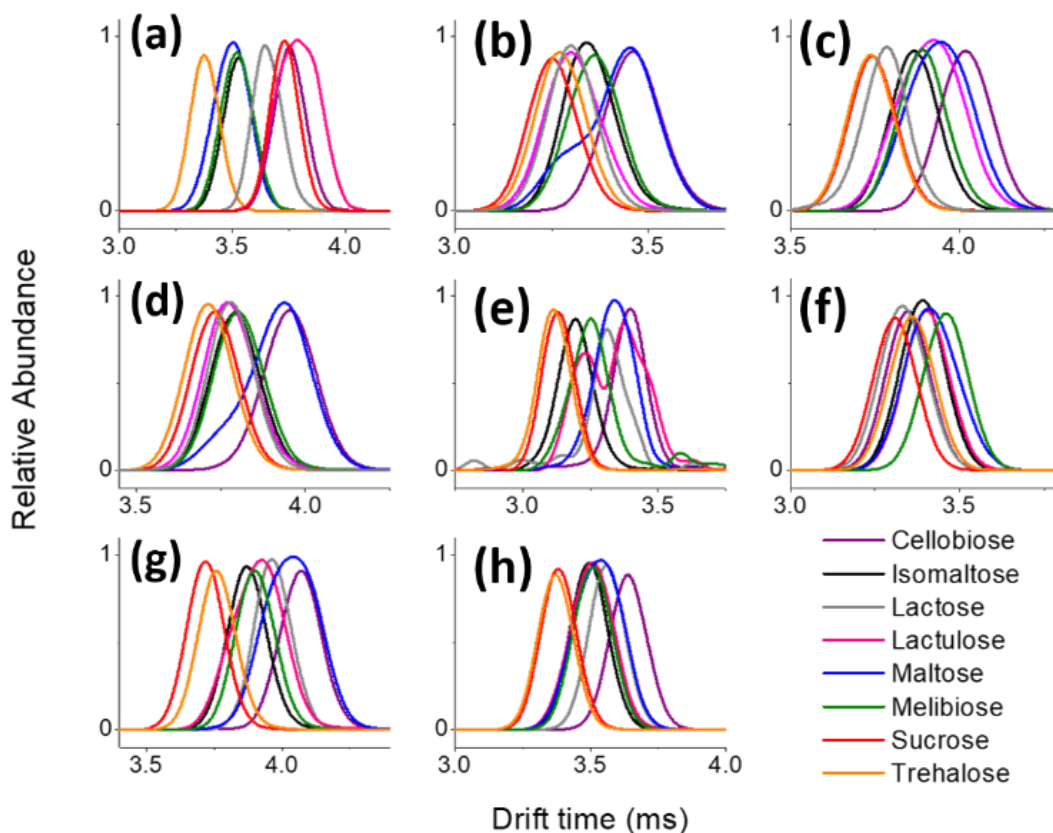 (a) (b) (c)
1 1 1
0 0 0
3.0 3.5 4.0 3.0 3.5 3.5 4.0
Relative Abundance
(d) (e) (f)
1 1 1
0 0 0
3.5 4.0 3.0 3.5 3.0 3.5
(g) (h)
1 1
0 0
3.5 4.0 3.0 3.5 4.0
Cellobiose
Isomaltose
Lactose
Lactulose
Maltose
Melibiose
Sucrose
Trehalose
Drift time (ms)